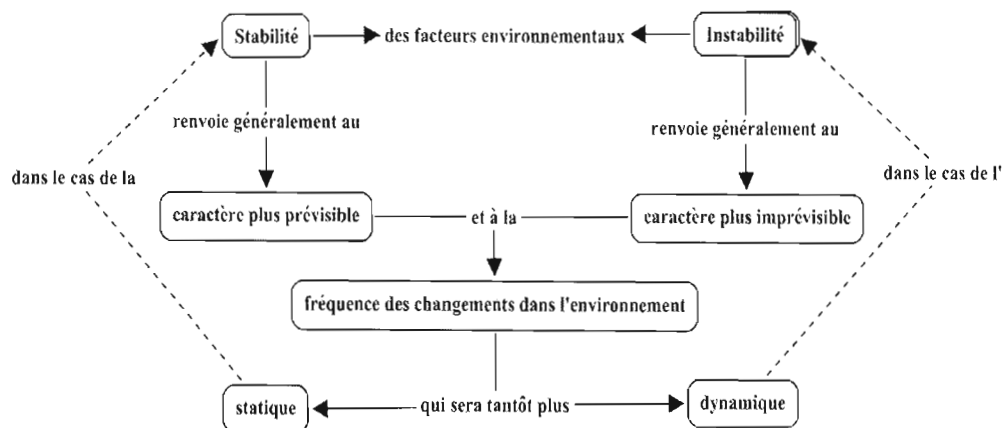 Stabilité des facteurs environnementaux Instabilité
renvoie généralement au renvoie généralement au
dans le cas de la dans le cas de l'
caractère plus prévisible et à la caractère plus imprévisible
fréquence des changements dans l'environnement
statique qui sera tantôt plus dynamique